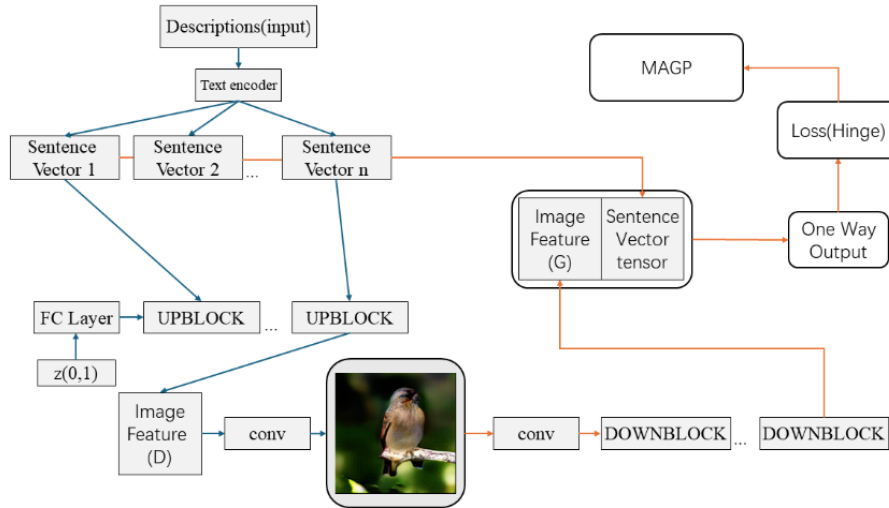 Descriptions(input)
Text encoder
Sentence
Vector 1
Sentence
Vector 2
...
Sentence
Vector n
MAGP
Loss(Hinge)
One Way
Output
Image
Feature
(G)
Sentence
Vector
tensor
FC Layer
UPBLOCK
...
UPBLOCK
z(0,1)
Image
Feature
(D)
conv
conv
DOWNBLOCK
...
DOWNBLOCK